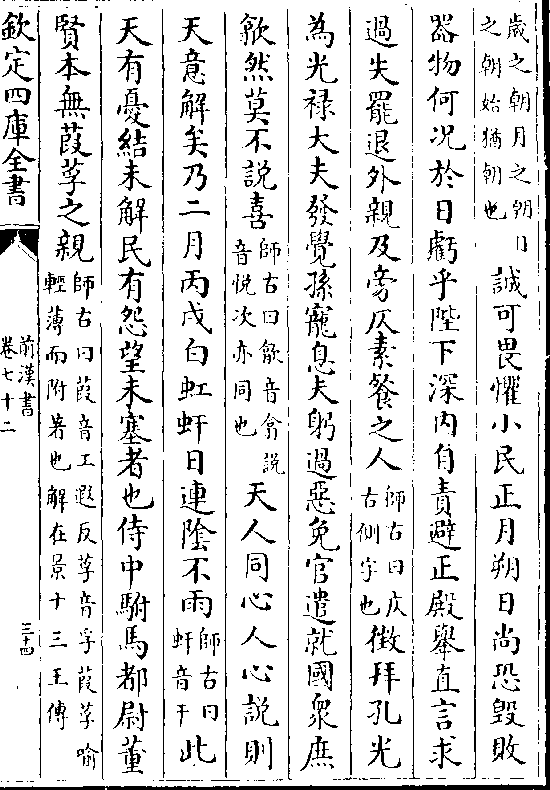 歲之朝月之朝日
之朝始猶朝也
誠可畏懼小民正月朔日尚恐毀敗
器物何况於日虧乎陛下深内自責避正殿舉直言求
過失罷退外親及旁仄素餐之人
師古曰仄
古側字也
徵拜孔光
為光禄大夫發覺孫寵息夫躬過惡免官遣就國衆庶
歙然莫不說喜
師古曰歙音翕說
音悦次亦同也
天人同心人心說則
天意解矣乃二月丙戌白虹虷日連陰不雨
師古曰
虷音干
此
天有憂結未解民有怨望未塞者也侍中駙馬都尉董
賢本無葭莩之親
師古曰葭音工遐反莩音孚葭莩喻
輕薄而附著也解在景十三王傳
欽定四庫全書
前漢書
卷七十二
三十四